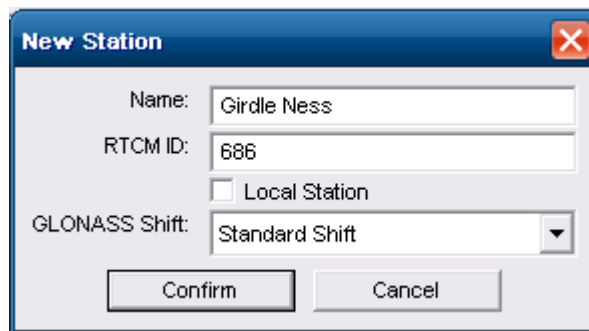 New Station
Name: Girdle Ness
RTCM ID: 686
Local Station
GLONASS Shift: Standard Shift
Confirm Cancel